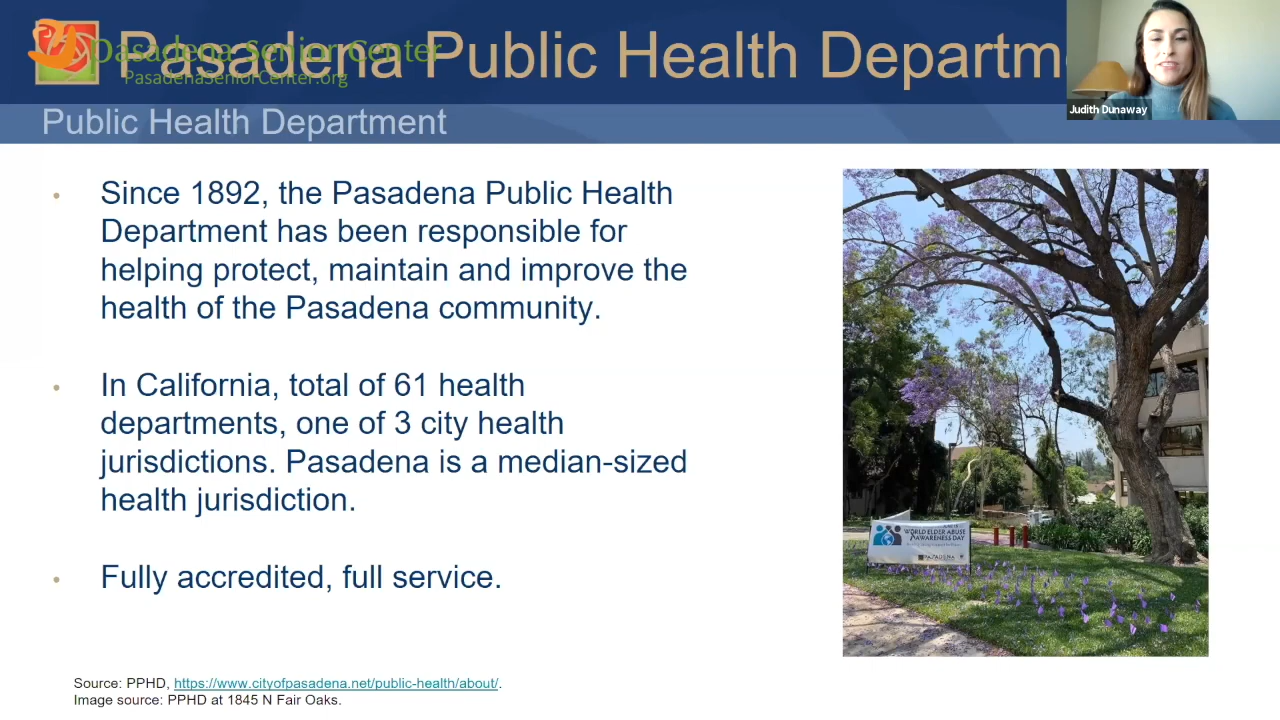 Pasadena Public Health Departm
Pasadena Senior Center
PasadenaSeniorCenter.org
Judith Dunaway
Public Health Department
• Since 1892, the Pasadena Public Health
Department has been responsible for
helping protect, maintain and improve the
health of the Pasadena community.
• In California, total of 61 health
departments, one of 3 city health
jurisdictions. Pasadena is a median-sized
health jurisdiction.
• Fully accredited, full service.
WORLD ELDER ABUSE
AWARENESS DAY
PASADENA
Source: PPHD, https://www.cityofpasadena.net/public-health/about/.
Image source: PPHD at 1845 N Fair Oaks.